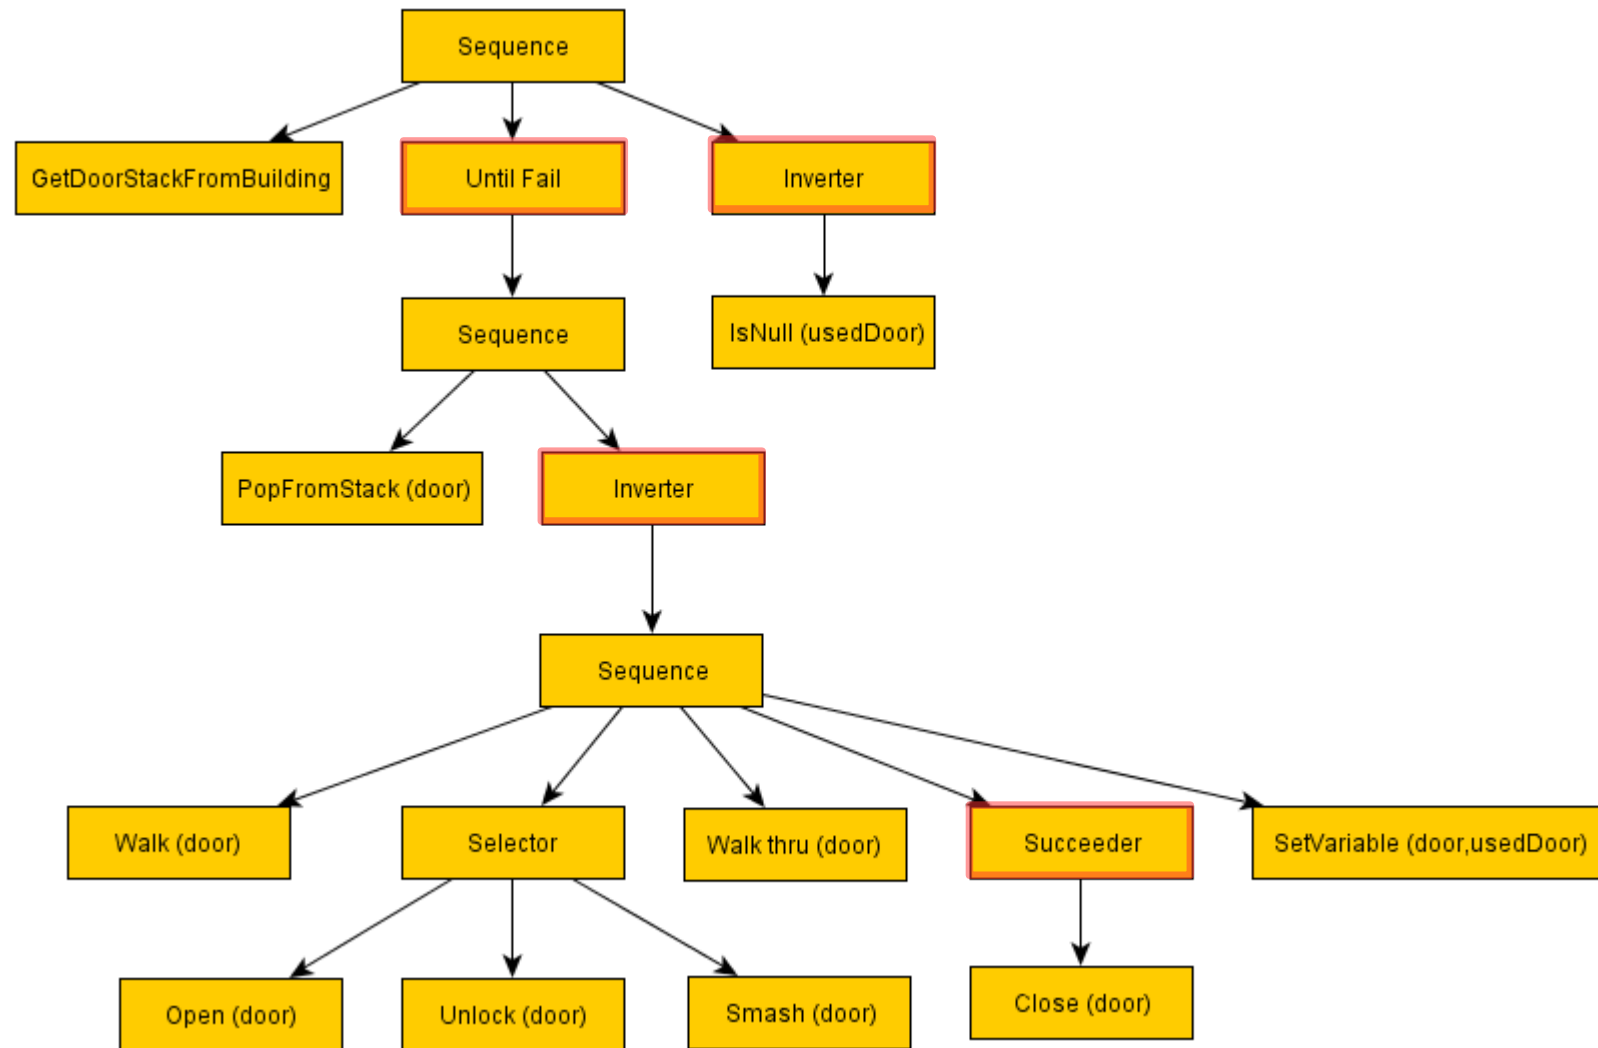 Sequence
GetDoorStackFromBuilding
Until Fail
Inverter
Sequence
IsNull (usedDoor)
PopFromStack (door)
Inverter
Sequence
Walk (door)
Selector
Walk thru (door)
Succeeder
SetVariable (door,usedDoor)
Open (door)
Unlock (door)
Smash (door)
Close (door)